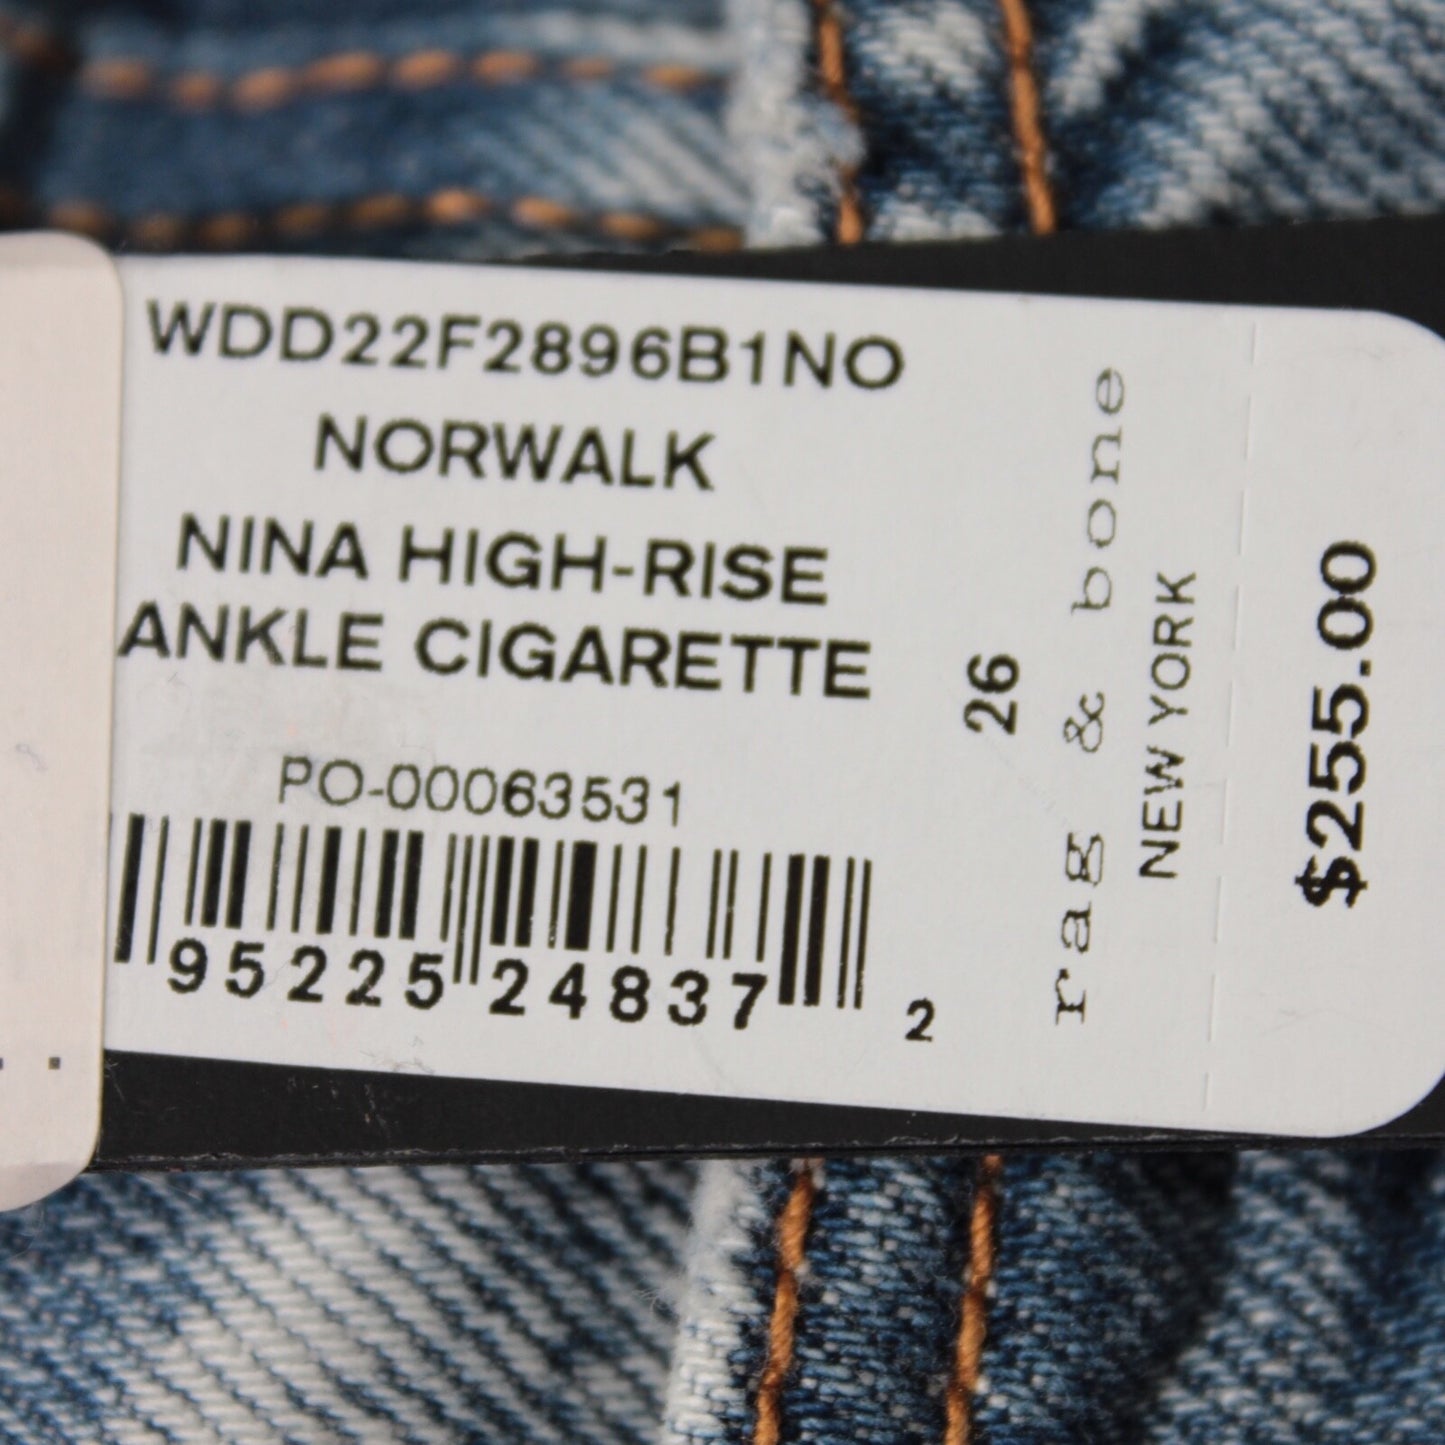 WDD22F2896B1NO
NORWALK
NINA HIGH-RISE
ANKLE CIGARETTE
PO-00063531
95225 24837 2
26
rag & bone
NEW YORK
$255.00